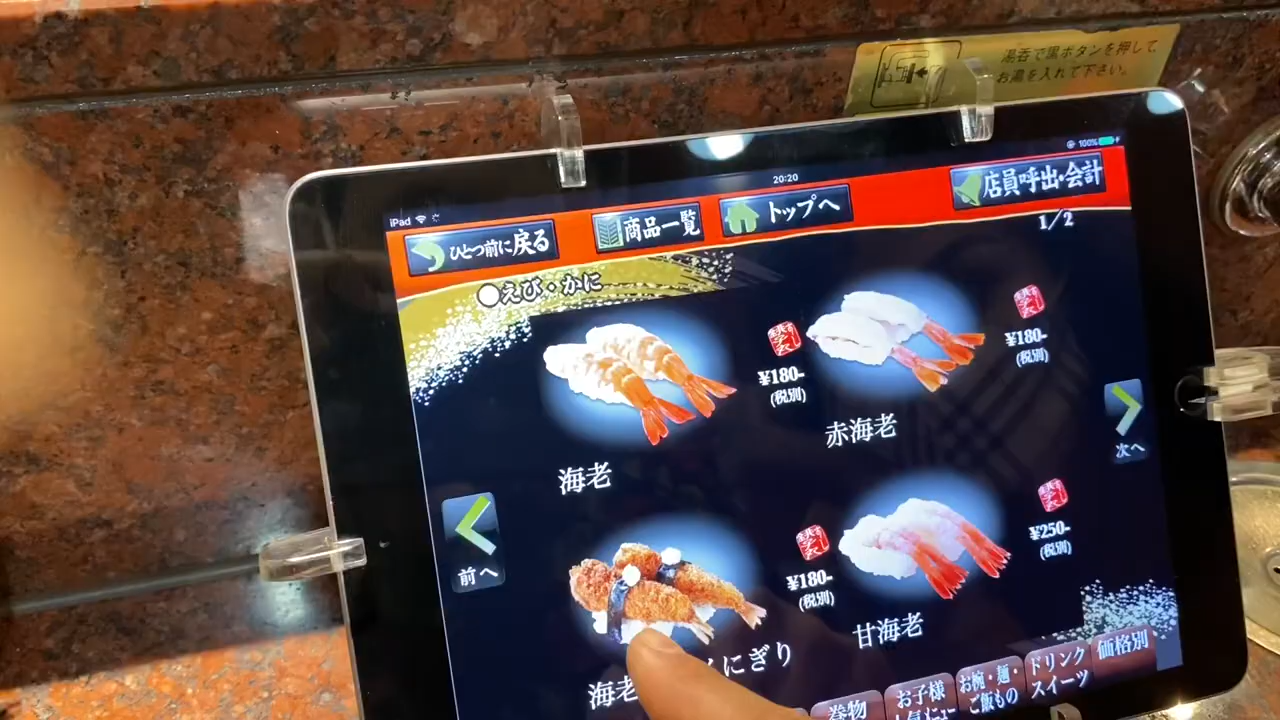 湯呑で黒ボタンを押して
お湯を入れて下さい。
iPad
20:20
100%
ひとつ前に戻る
商品一覧
トップへ
店員呼出・会計
1/2
●えび・かに
¥180-
(税別)
海老
¥180-
(税別)
赤海老
前へ
次へ
¥180-
(税別)
海老
にぎり
¥250-
(税別)
甘海老
巻物
お子様
お椀・麺・
ご飯もの
ドリンク
スイーツ
価格別